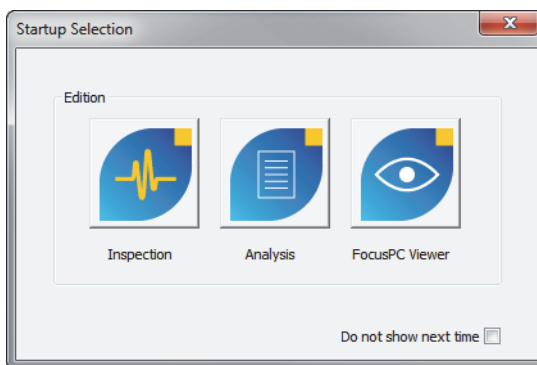 Startup Selection
Edition
Inspection
Analysis
FocusPC Viewer
Do not show next time